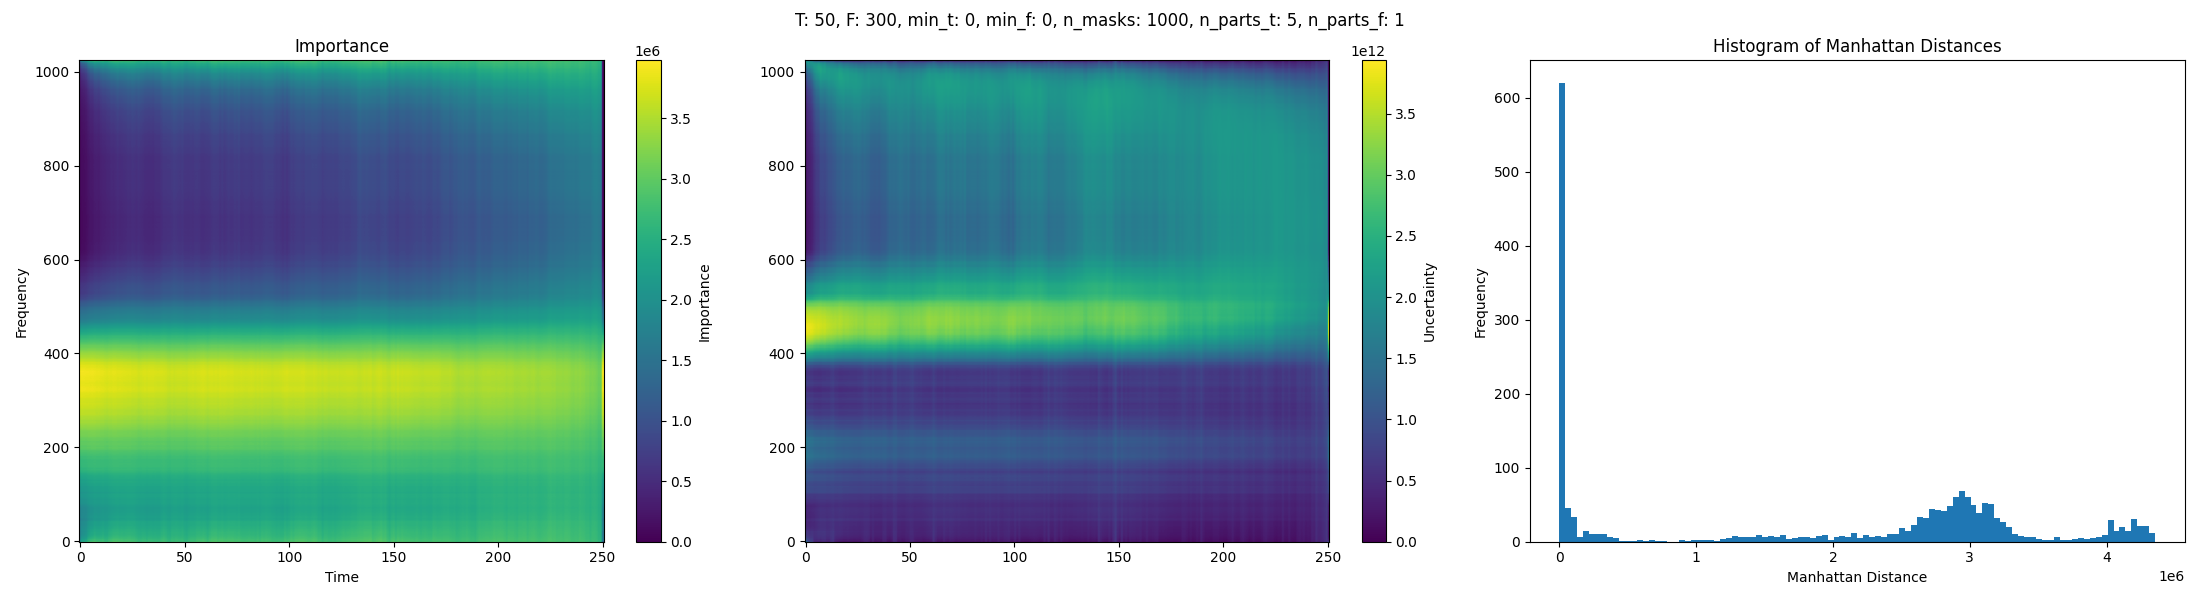 T: 50, F: 300, min_t: 0, min_f: 0, n_masks: 1000, n_parts_t: 5, n_parts_f: 1
Importance
1e6
1000
800
600
400
200
0
Freqrtency
0 50 100 150 200 250
Time
3.5
3.0
2.5
2.0
1.5
1.0
0.5
0.0
Importance
1e12
1000
800
600
400
200
0
0 50 100 150 200 250
3.5
3.0
2.5
2.0
1.5
1.0
0.5
0.0
Uncertainty
Histogram of Manhattan Distances
600
500
400
300
200
100
0
Frequency
0 1 2 3 4
1e6
Manhattan Distance